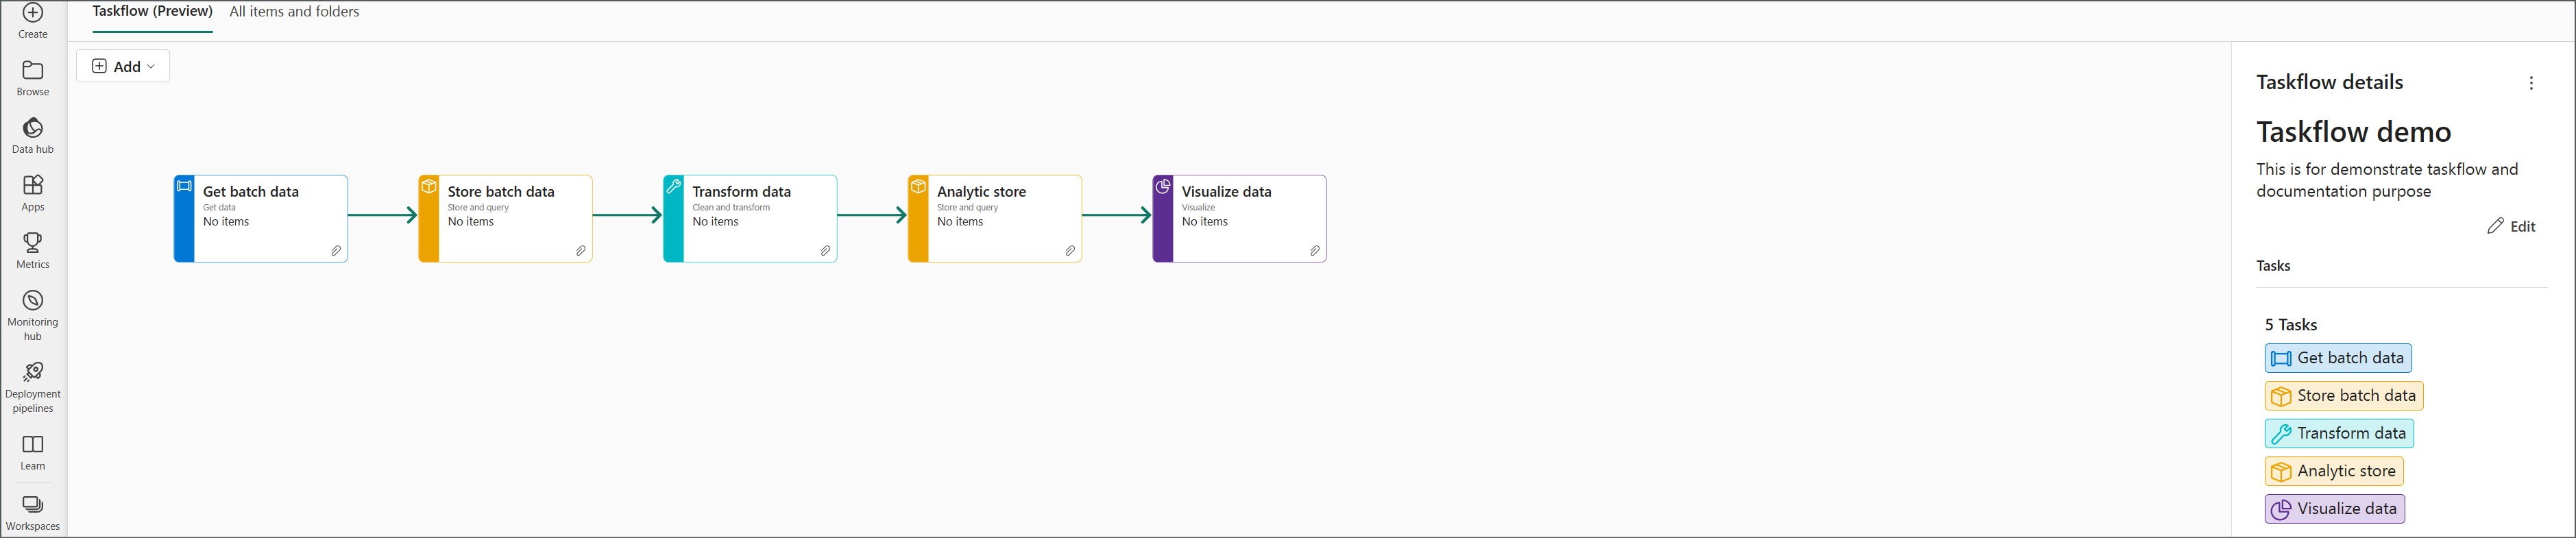 Create
Browse
Data hub
Apps
Metrics
Monitoring
hub
Deployment
pipelines
Learn
Workspaces
Taskflow (Preview) All items and folders
Add
Get batch data
Get data
No items
Store batch data
Store and query
No items
Transform data
Clean and transform
No items
Analytic store
Store and query
No items
Visualize data
Visualize
No items
Taskflow details
Taskflow demo
This is for demonstrate taskflow and
documentation purpose
Edit
Tasks
5 Tasks
Get batch data
Store batch data
Transform data
Analytic store
Visualize data